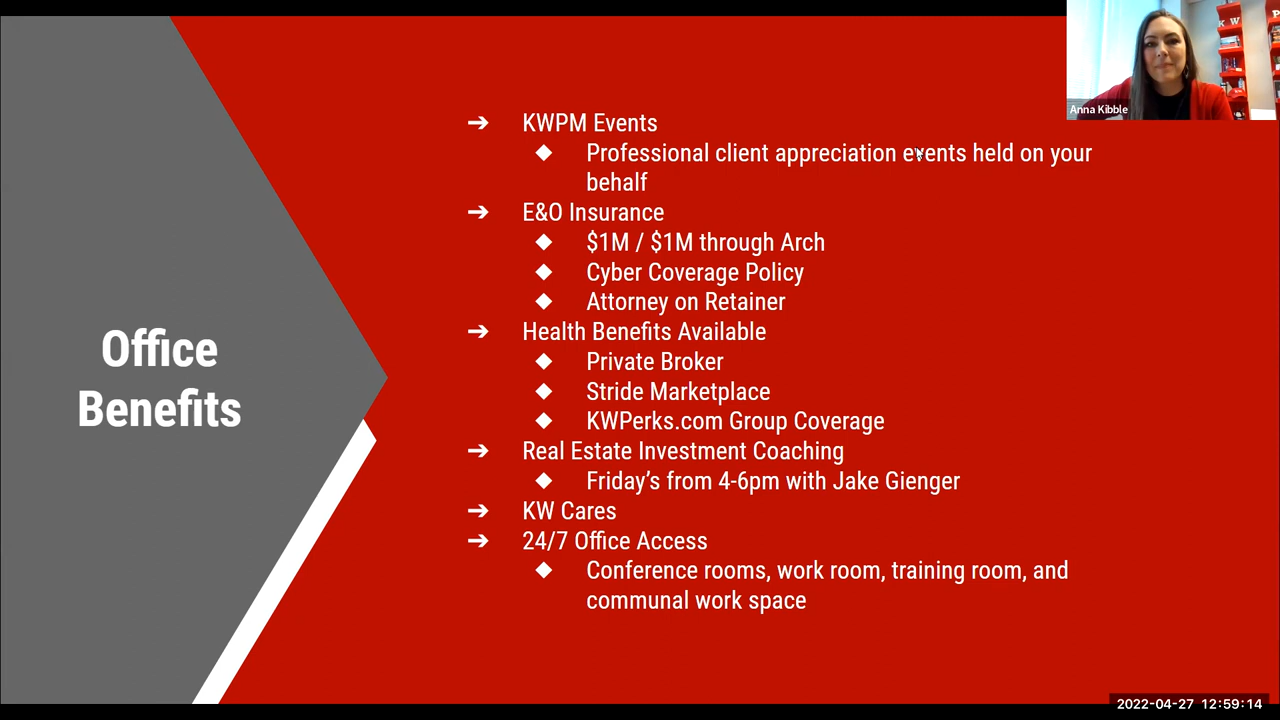 Office
Benefits
➔ KWPM Events
◆ Professional client appreciation events held on your
behalf
➔ E&O Insurance
◆ $1M / $1M through Arch
◆ Cyber Coverage Policy
◆ Attorney on Retainer
➔ Health Benefits Available
◆ Private Broker
◆ Stride Marketplace
◆ KWPerks.com Group Coverage
➔ Real Estate Investment Coaching
◆ Friday’s from 4-6pm with Jake Gienger
➔ KW Cares
➔ 24/7 Office Access
◆ Conference rooms, work room, training room, and
communal work space
K W P
Anna Kibble
2022-04-27 12:59:14